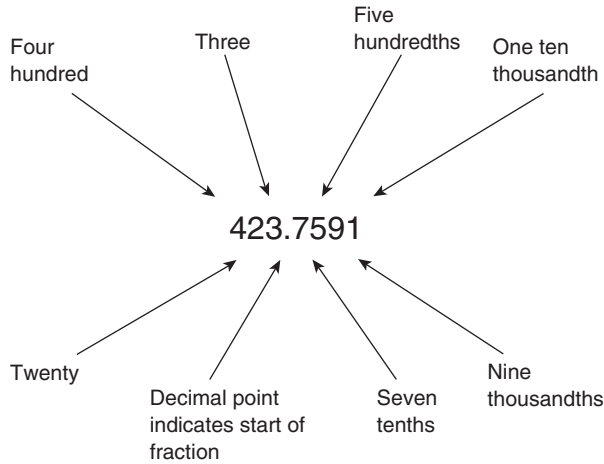 Four
hundred
Three
Five
hundredths
One ten
thousandth
423.7591
Twenty
Decimal point
indicates start of
fraction
Seven
tenths
Nine
thousandths